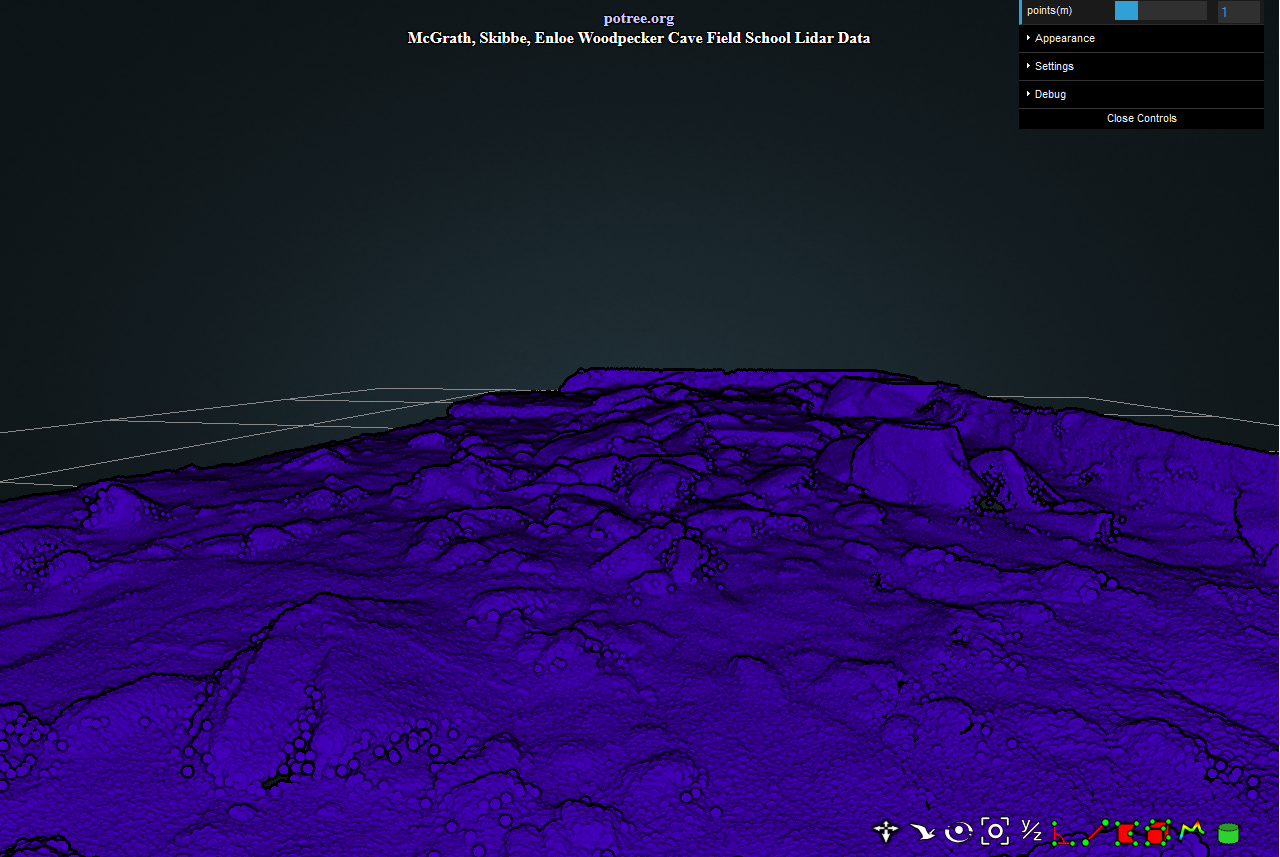 potree.org
McGrath, Skibbe, Enloe Woodpecker Cave Field School Lidar Data
points(m) 1
Appearance
Settings
Debug
Close Controls
y/z